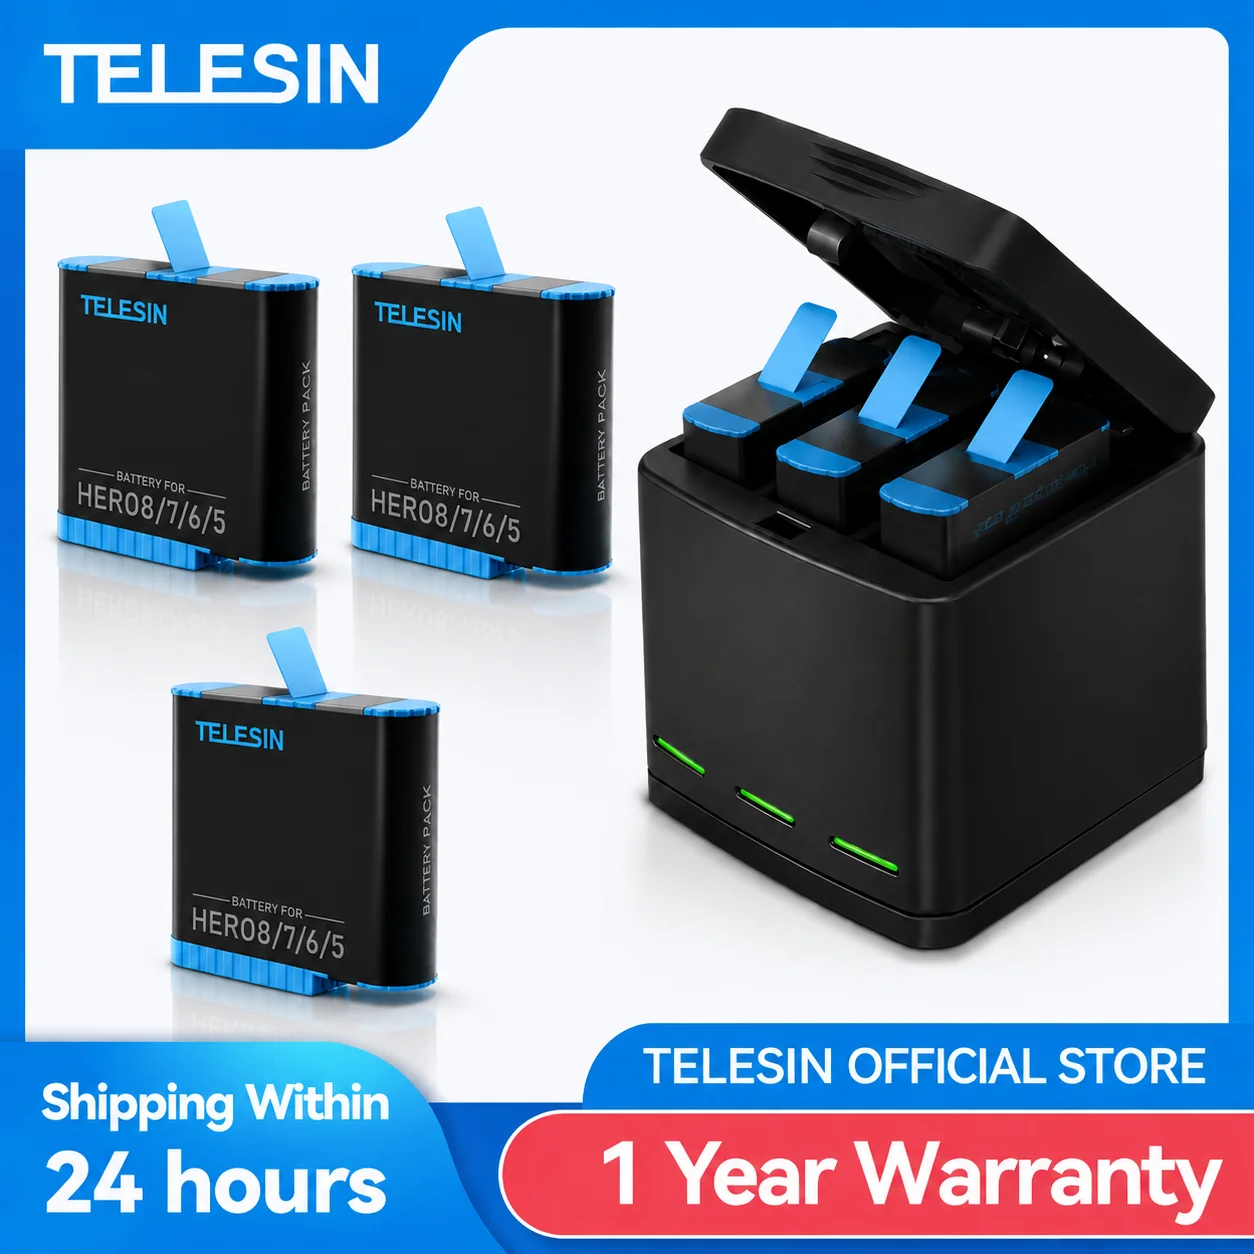 TELESIN
TELESIN
BATTERY PACK
BATTERY FOR
HERO8/7/6/5
TELESIN
BATTERY PACK
BATTERY FOR
HERO8/7/6/5
TELESIN
BATTERY PACK
BATTERY FOR
HERO8/7/6/5
Shipping Within
24 hours
TELESIN OFFICIAL STORE
1 Year Warranty